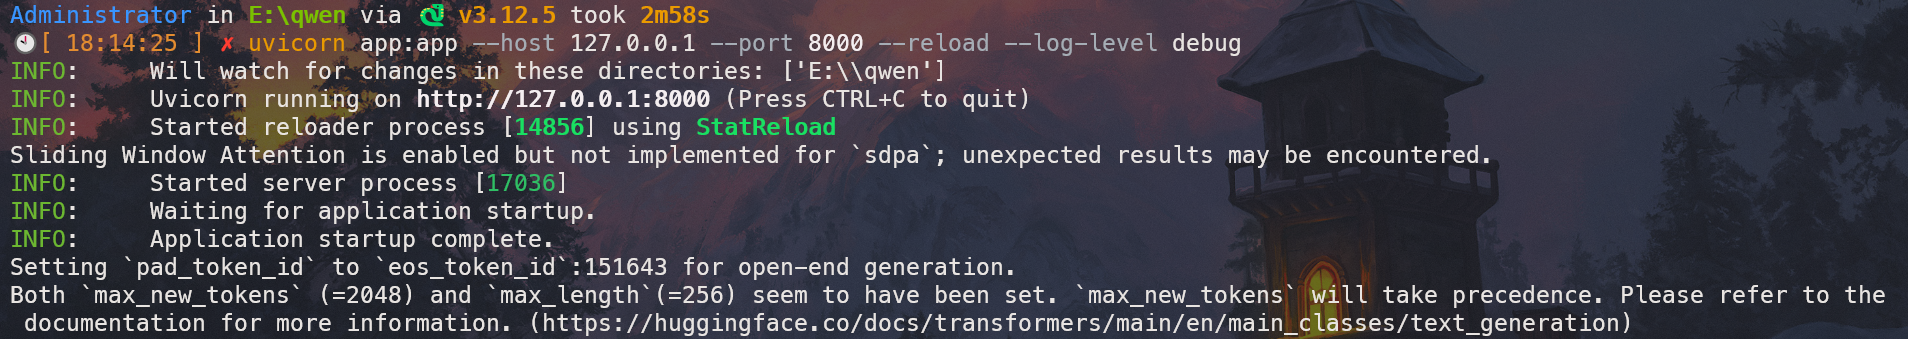 Administrator in E:\qwen via 🐍 v3.12.5 took 2m58s
🕙[ 18:14:25 ] ✗ uvicorn app:app --host 127.0.0.1 --port 8000 --reload --log-level debug
INFO:     Will watch for changes in these directories: ['E:\\qwen']
INFO:     Uvicorn running on http://127.0.0.1:8000 (Press CTRL+C to quit)
INFO:     Started reloader process [14856] using StatReload
Sliding Window Attention is enabled but not implemented for `sdpa`; unexpected results may be encountered.
INFO:     Started server process [17036]
INFO:     Waiting for application startup.
INFO:     Application startup complete.
Setting `pad_token_id` to `eos_token_id`:151643 for open-end generation.
Both `max_new_tokens` (=2048) and `max_length`(=256) seem to have been set. `max_new_tokens` will take precedence. Please refer to the
 documentation for more information. (https://huggingface.co/docs/transformers/main/en/main_classes/text_generation)